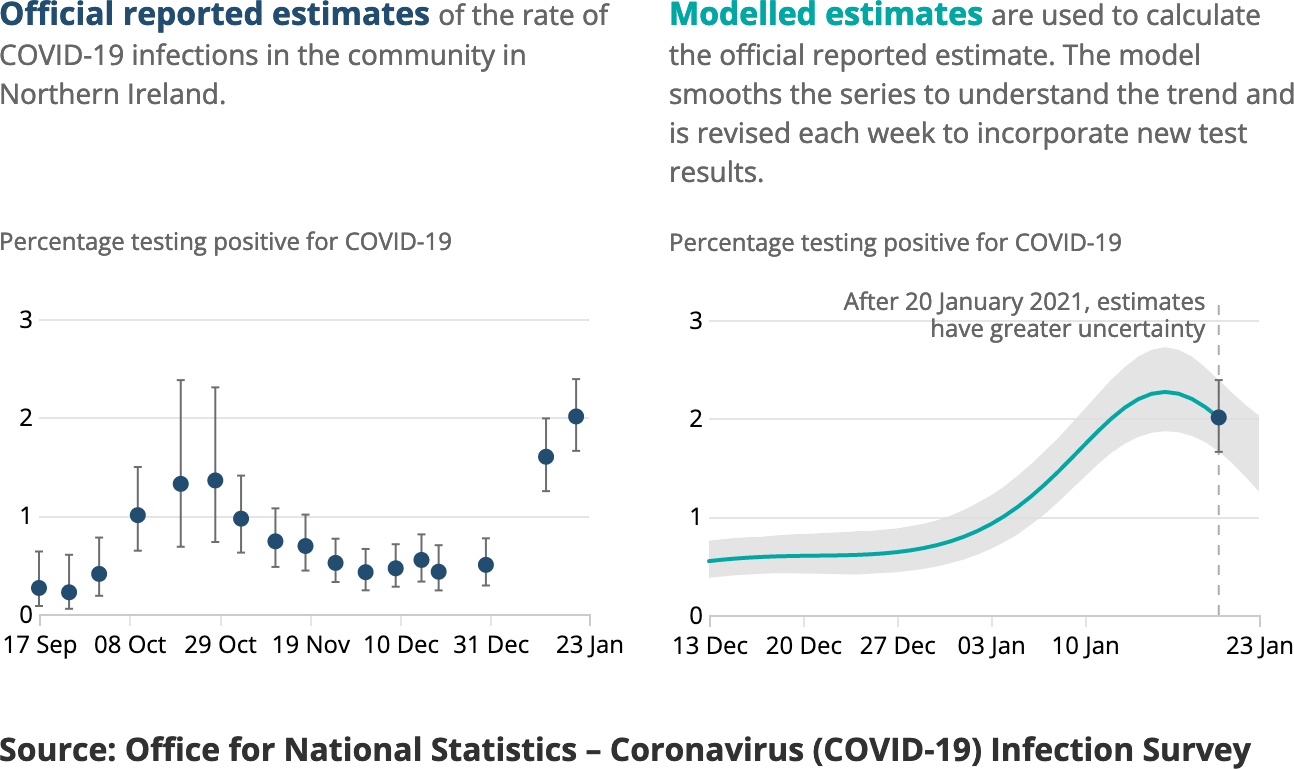 Official reported estimates of the rate of
COVID-19 infections in the community in
Northern Ireland.
Modelled estimates are used to calculate
the official reported estimate. The model
smooths the series to understand the trend and
is revised each week to incorporate new test
results.
Percentage testing positive for COVID-19
3
2
1
0
17 Sep 08 Oct 29 Oct 19 Nov 10 Dec 31 Dec 23 Jan
Percentage testing positive for COVID-19
After 20 January 2021, estimates
have greater uncertainty
3
2
1
0
13 Dec 20 Dec 27 Dec 03 Jan 10 Jan 23 Jan
Source: Office for National Statistics – Coronavirus (COVID-19) Infection Survey